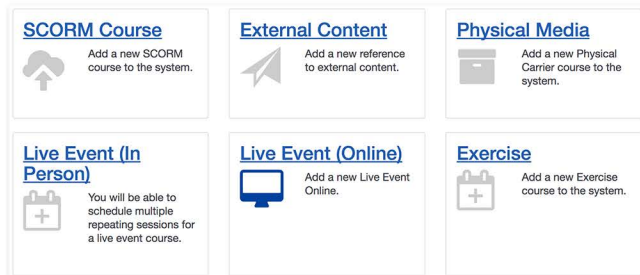 SCORM Course
Add a new SCORM
course to the system.
External Content
Add a new reference
to external content.
Physical Media
Add a new Physical
Carrier course to the
system.
Live Event (In
Person)
You will be able to
schedule multiple
repeating sessions for
a live event course.
Live Event (Online)
Add a new Live Event
Online.
Exercise
Add a new Exercise
course to the system.